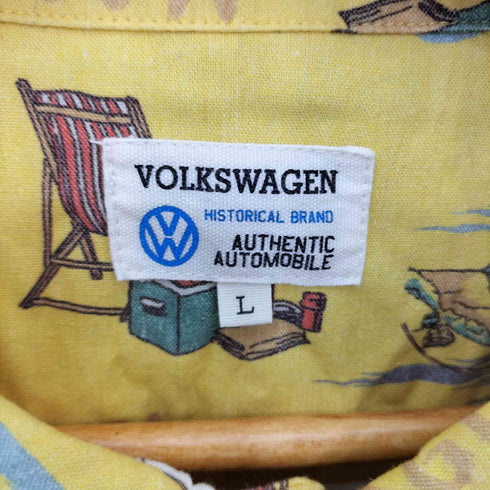 VOLKSWAGEN
HISTORICAL BRAND
AUTHENTIC
AUTOMOBILE
L